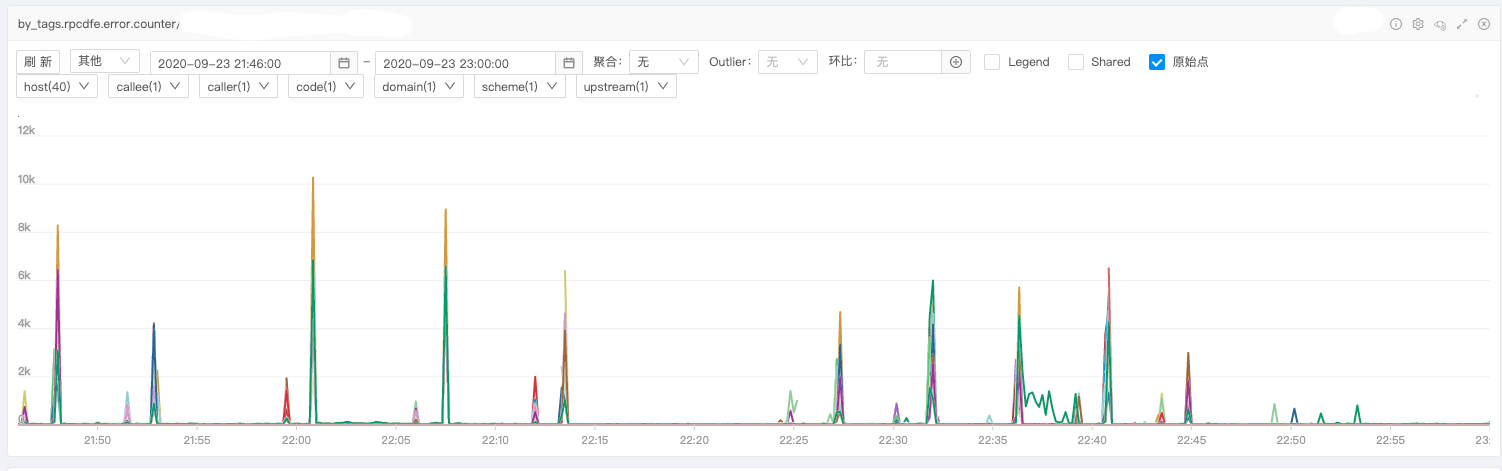 by_tags.rpcdfe.error.counter/
刷 新 其他 2020-09-23 21:46:00 - 2020-09-23 23:00:00 聚合: 无 Outlier: 无 环比: 无 Legend Shared 原始点
host(40) callee(1) caller(1) code(1) domain(1) scheme(1) upstream(1)
12k
10k
8k
6k
4k
2k
0
21:50 21:55 22:00 22:05 22:10 22:15 22:20 22:25 22:30 22:35 22:40 22:45 22:50 22:55 23: